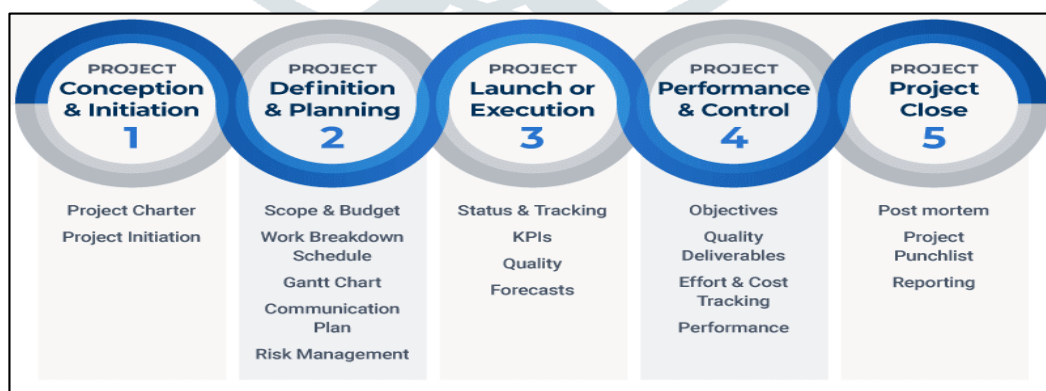 PROJECT
Conception
& Initiation
1
Project Charter
Project Initiation
PROJECT
Definition
& Planning
2
Scope & Budget
Work Breakdown
Schedule
Gantt Chart
Communication
Plan
Risk Management
PROJECT
Launch or
Execution
3
Status & Tracking
KPIs
Quality
Forecasts
PROJECT
Performance
& Control
4
Objectives
Quality
Deliverables
Effort & Cost
Tracking
Performance
PROJECT
Project
Close
5
Post mortem
Project
Punchlist
Reporting